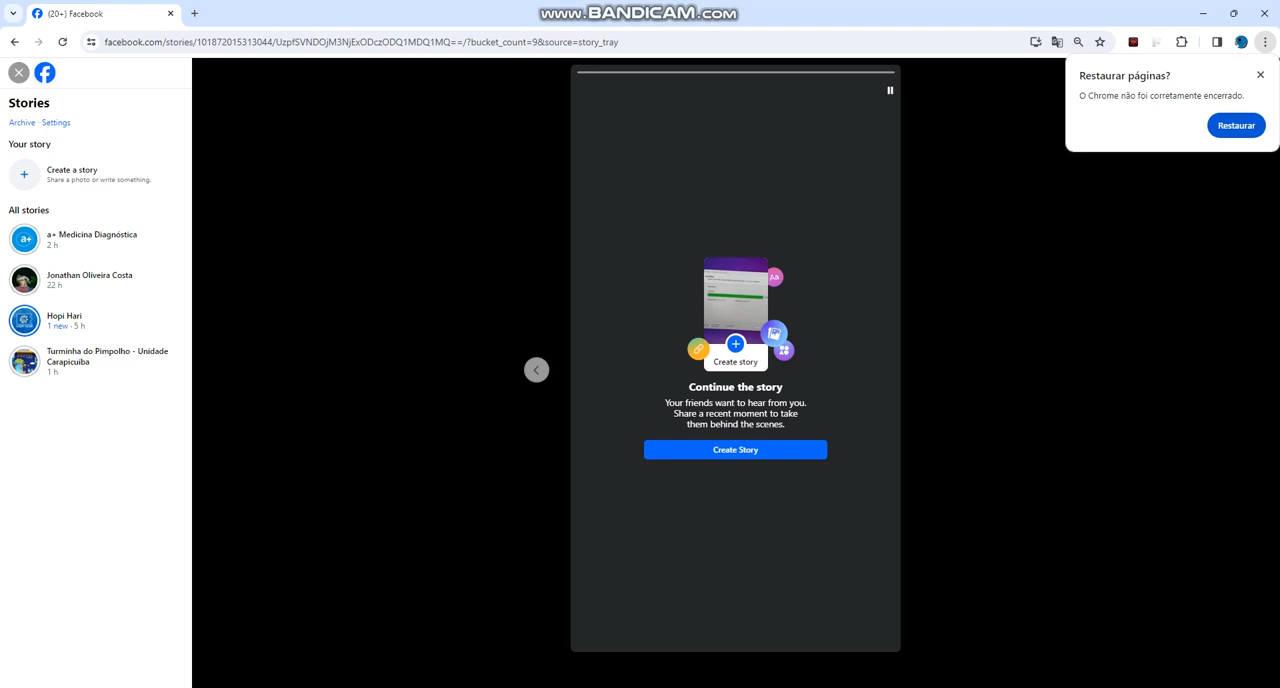 (20+) Facebook
www.BANDICAM.com
facebook.com/stories/101872015313044/UzpfSVNDOjM3NjExODczODQ1MDQ1MQ==/?bucket_count=9&source=story_tray
Restaurar páginas?
O Chrome não foi corretamente encerrado.
Restaurar
Stories
Archive · Settings
Your story
Create a story
Share a photo or write something.
All stories
a+
a+ Medicina Diagnóstica
2 h
Jonathan Oliveira Costa
22 h
Hopi Hari
1 new · 5 h
Turminha do Pimpolho - Unidade
Carapicuíba
1 h
Aa
Create story
Continue the story
Your friends want to hear from you.
Share a recent moment to take
them behind the scenes.
Create Story